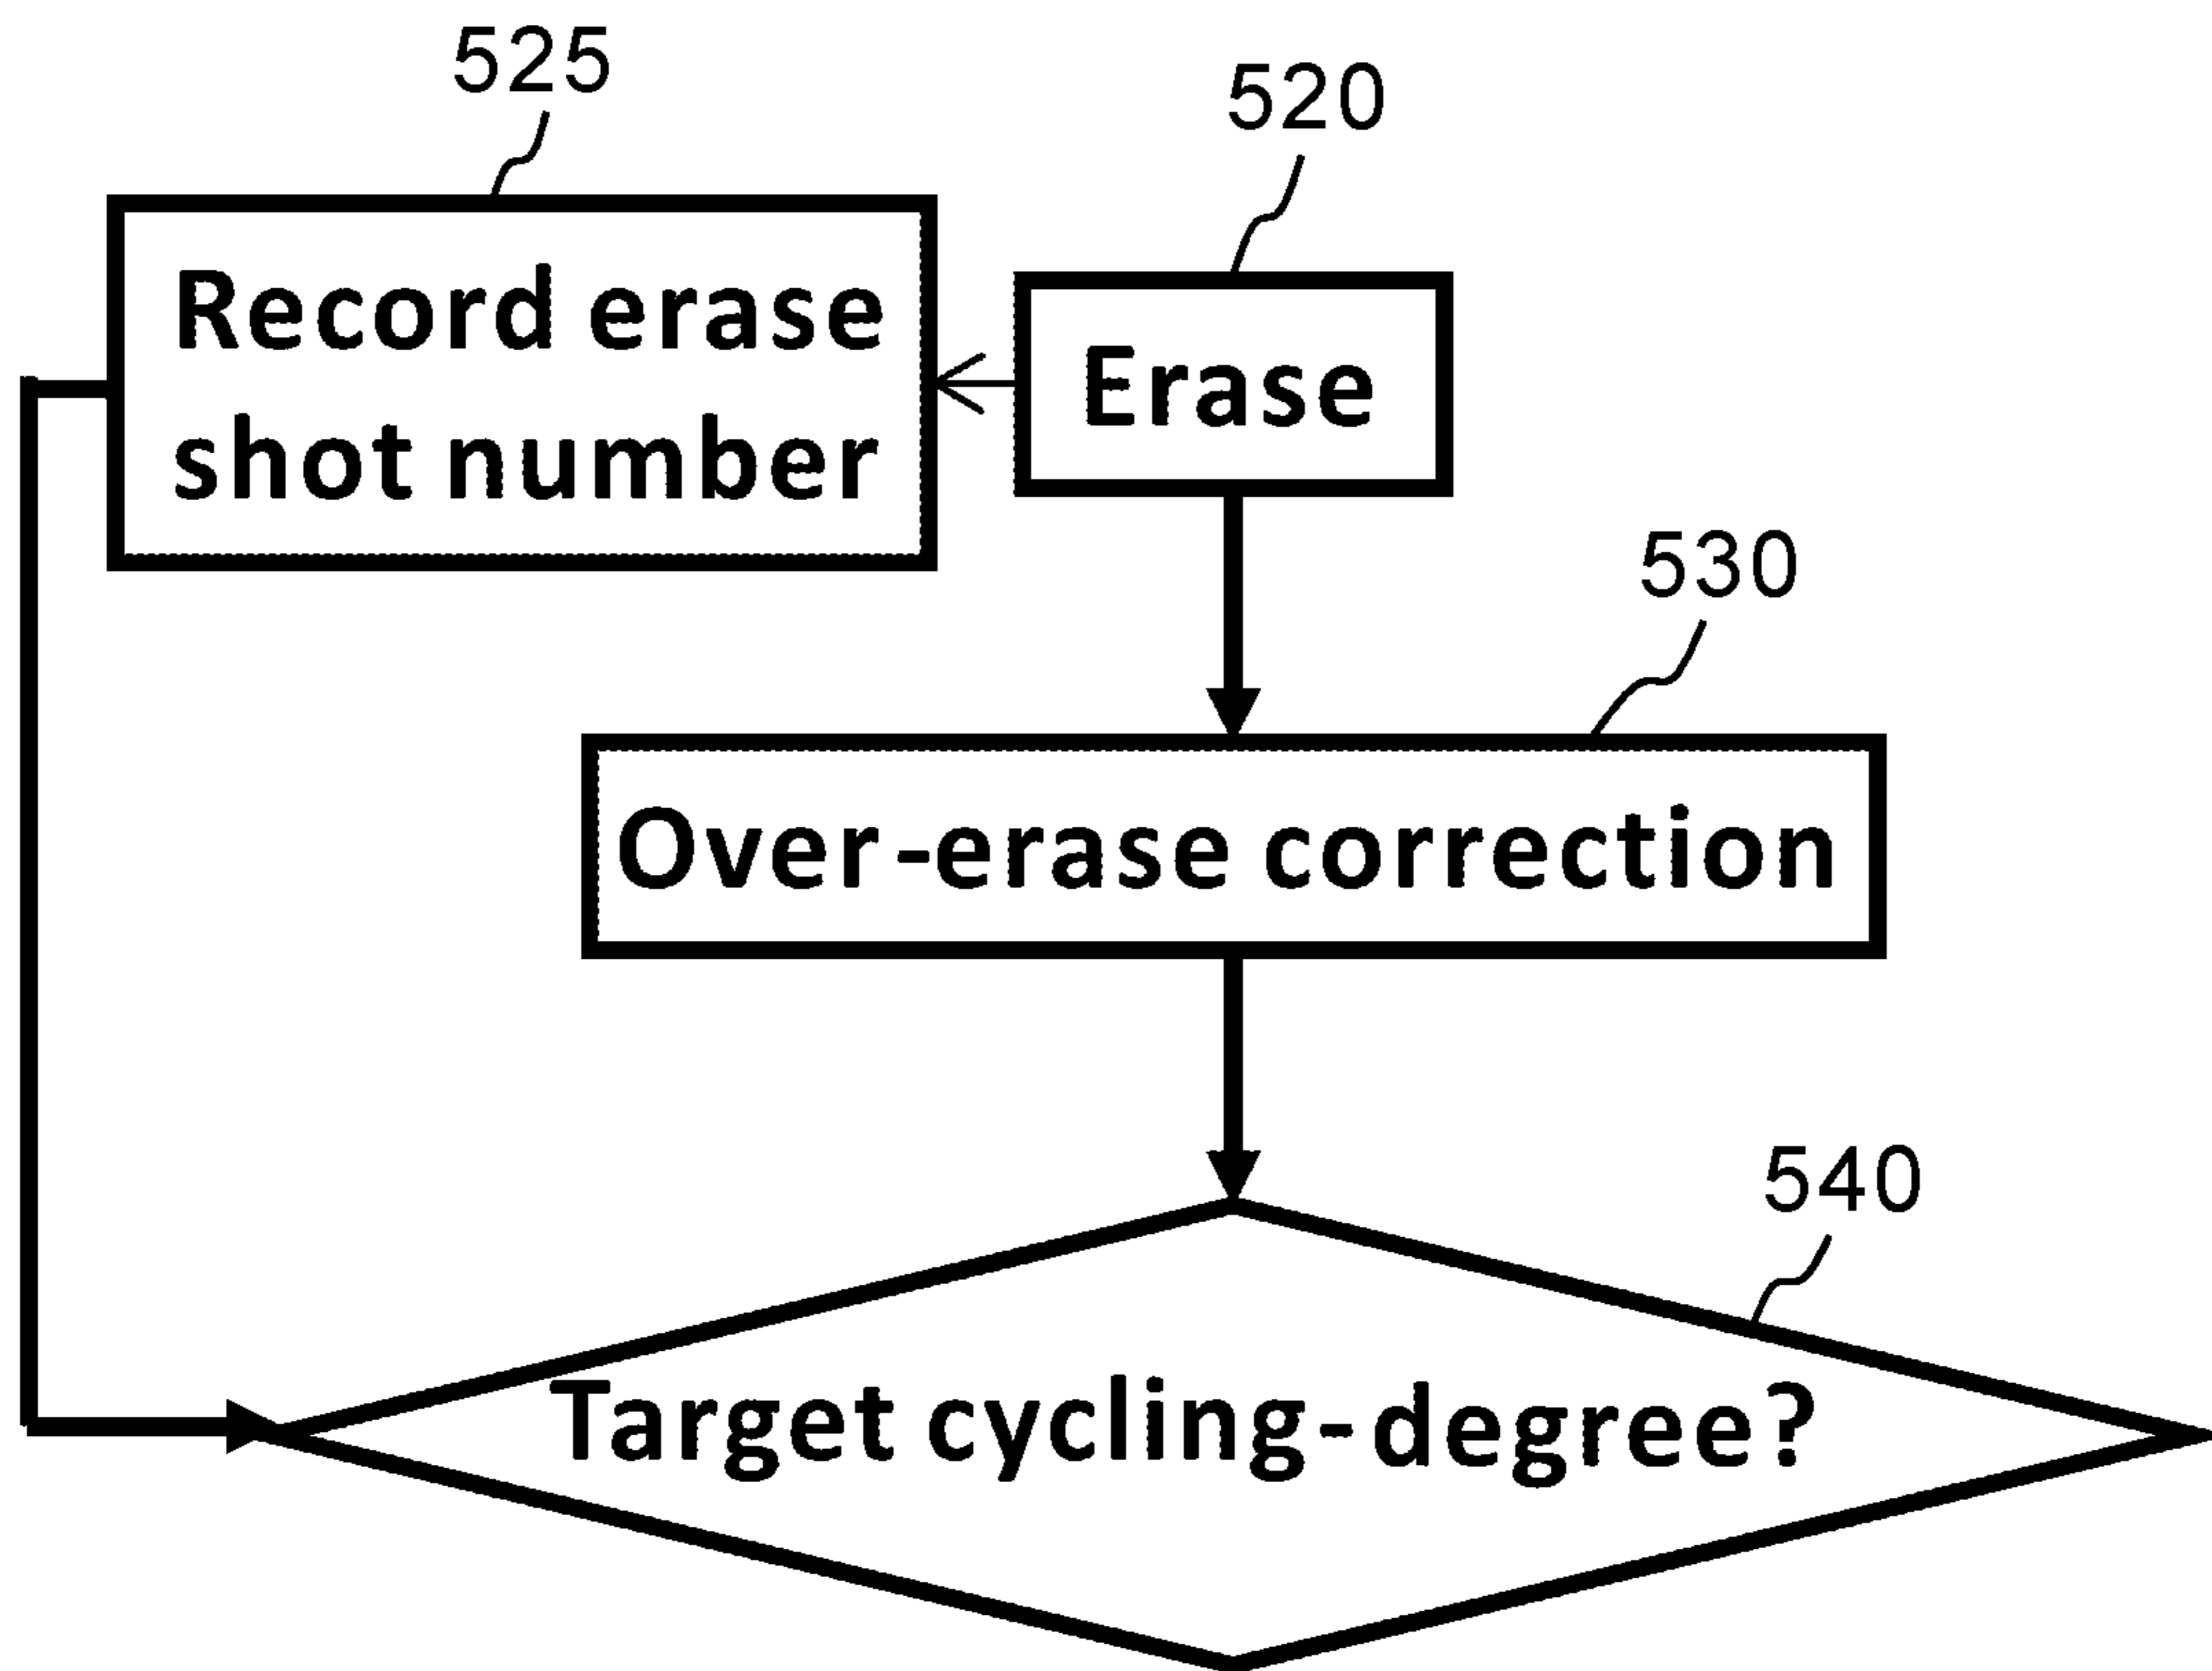 525
520
Record erase
shot number
Erase
530
Over-erase correction
540
Target cycling-degree?